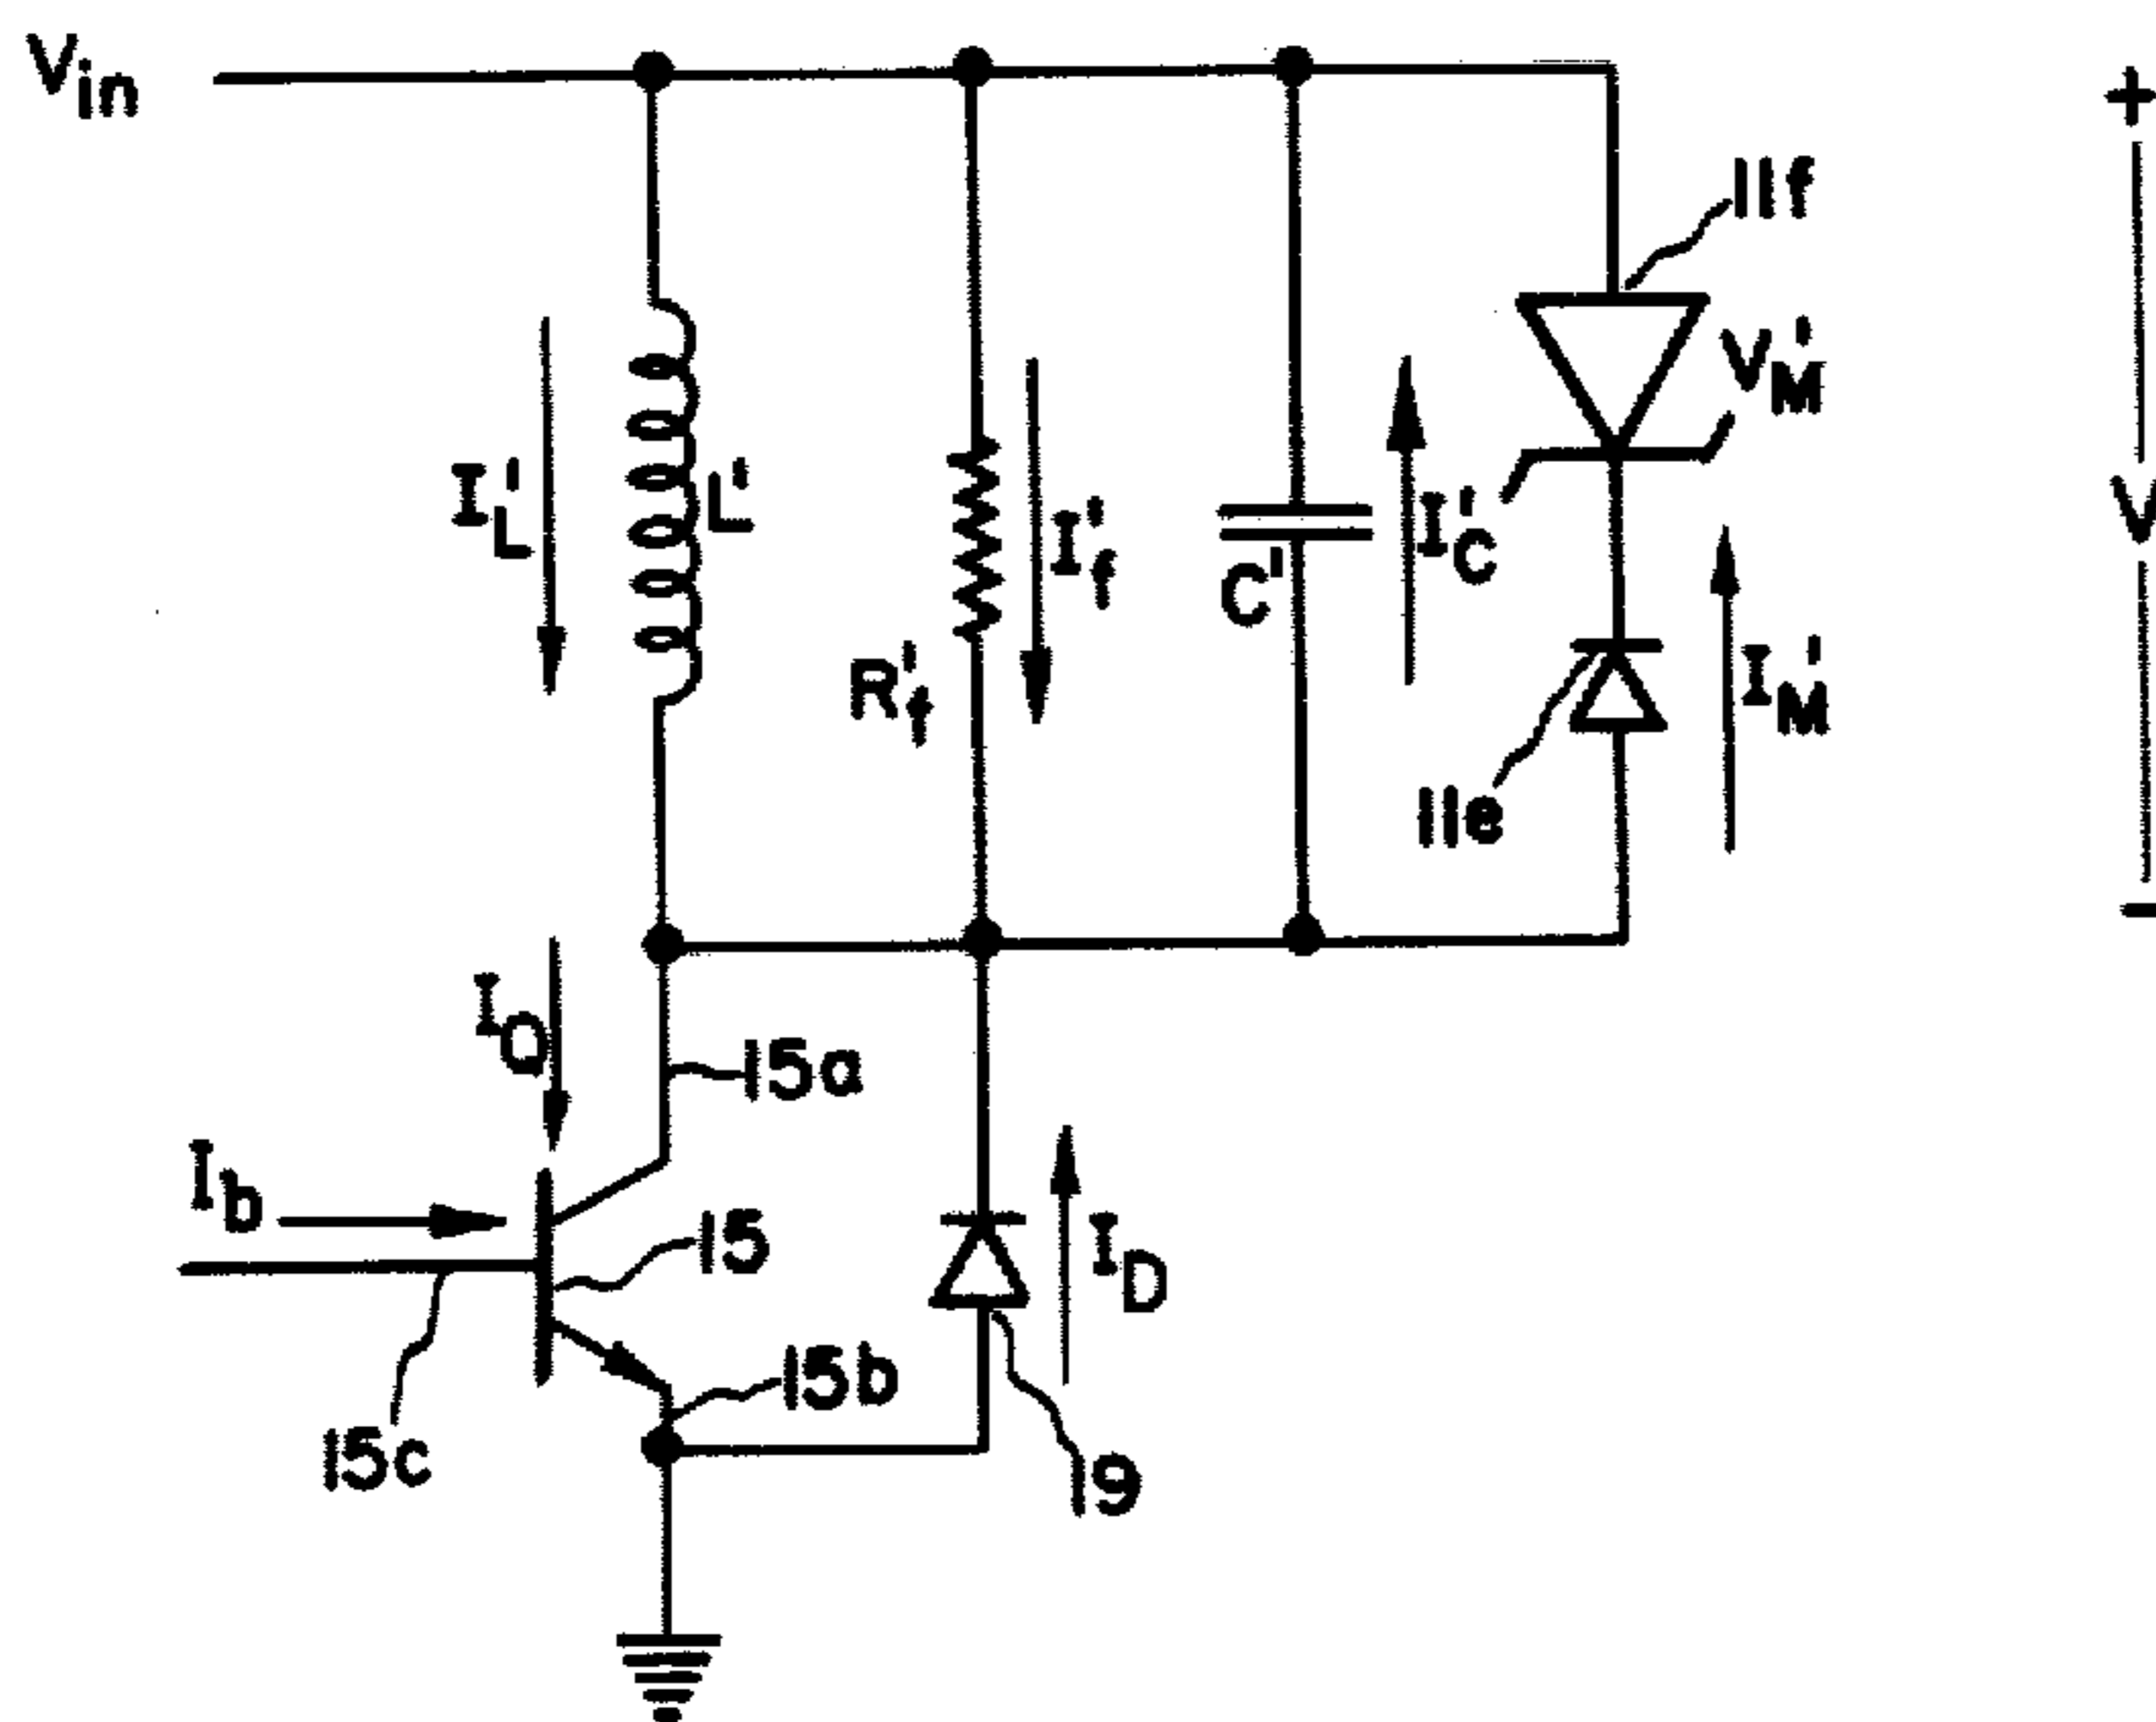 Vin
+
11f
V'M
I'L
L'
I'f
I'C
V
C'
R'f
I'M
11e
IQ
15a
Ib
15
ID
15b
15c
19